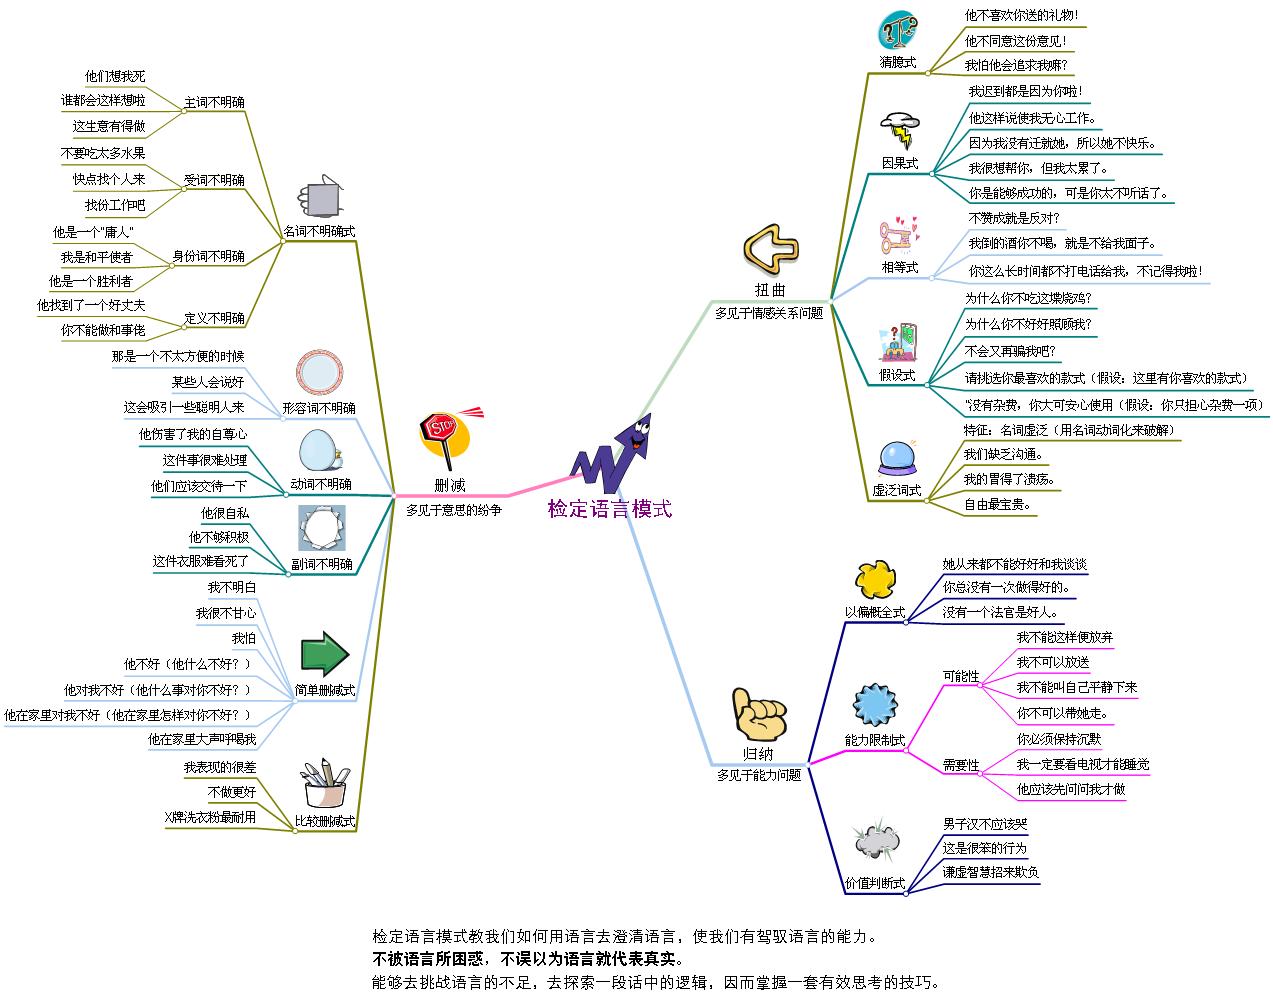 检定语言模式
删减
多见于意思的纷争
名词不明确式
主词不明确
他们想我死
谁都会这样想啦
这生意有得做
受词不明确
不要吃太多水果
快点找个人来
找份工作吧
身份词不明确
他是一个"庸人"
我是和平使者
他是一个胜利者
定义不明确
他找到了一个好丈夫
你不能做和事佬
形容词不明确
那是一个不太方便的时候
某些人会说好
这会吸引一些聪明人来
动词不明确
他伤害了我的自尊心
这件事很难处理
他们应该交待一下
副词不明确
他很自私
他不够积极
这件衣服难看死了
简单删减式
我不明白
我很不甘心
我怕
他不好（他什么不好？）
他对我不好（他什么事对你不好？）
他在家里对我不好（他在家里怎样对你不好？）
他在家里大声呼喝我
比较删减式
我表现的很差
不做更好
X牌洗衣粉最耐用
STOP
扭曲
多见于情感关系问题
猜臆式
他不喜欢你送的礼物！
他不同意这份意见！
我怕他会追求我嘛？
因果式
我迟到都是因为你啦！
他这样说使我无心工作。
因为我没有迁就她，所以她不快乐。
我很想帮你，但我太累了。
你是能够成功的，可是你太不听话了。
相等式
不赞成就是反对？
我倒的酒你不喝，就是不给我面子。
你这么长时间都不打电话给我，不记得我啦！
假设式
为什么你不吃这堞烧鸡？
为什么你不好好照顾我？
不会又再骗我吧？
请挑选你最喜欢的款式（假设：这里有你喜欢的款式）
"没有杂费，你大可安心使用（假设：你只担心杂费一项）
虚泛词式
特征：名词虚泛（用名词动词化来破解）
我们缺乏沟通。
我的胃得了溃疡。
自由最宝贵。
归纳
多见于能力问题
以偏概全式
她从来都不能好好和我谈谈
你总没有一次做得好的。
没有一个法官是好人。
能力限制式
可能性
我不能这样便放弃
我不可以放送
我不能叫自己平静下来
你不可以带她走。
需要性
你必须保持沉默
我一定要看电视才能睡觉
他应该先问问我才做
价值判断式
男子汉不应该哭
这是很笨的行为
谦虚智慧招来欺负
检定语言模式教我们如何用语言去澄清语言，使我们有驾驭语言的能力。
不被语言所困惑，不误以为语言就代表真实。
能够去挑战语言的不足，去探索一段话中的逻辑，因而掌握一套有效思考的技巧。